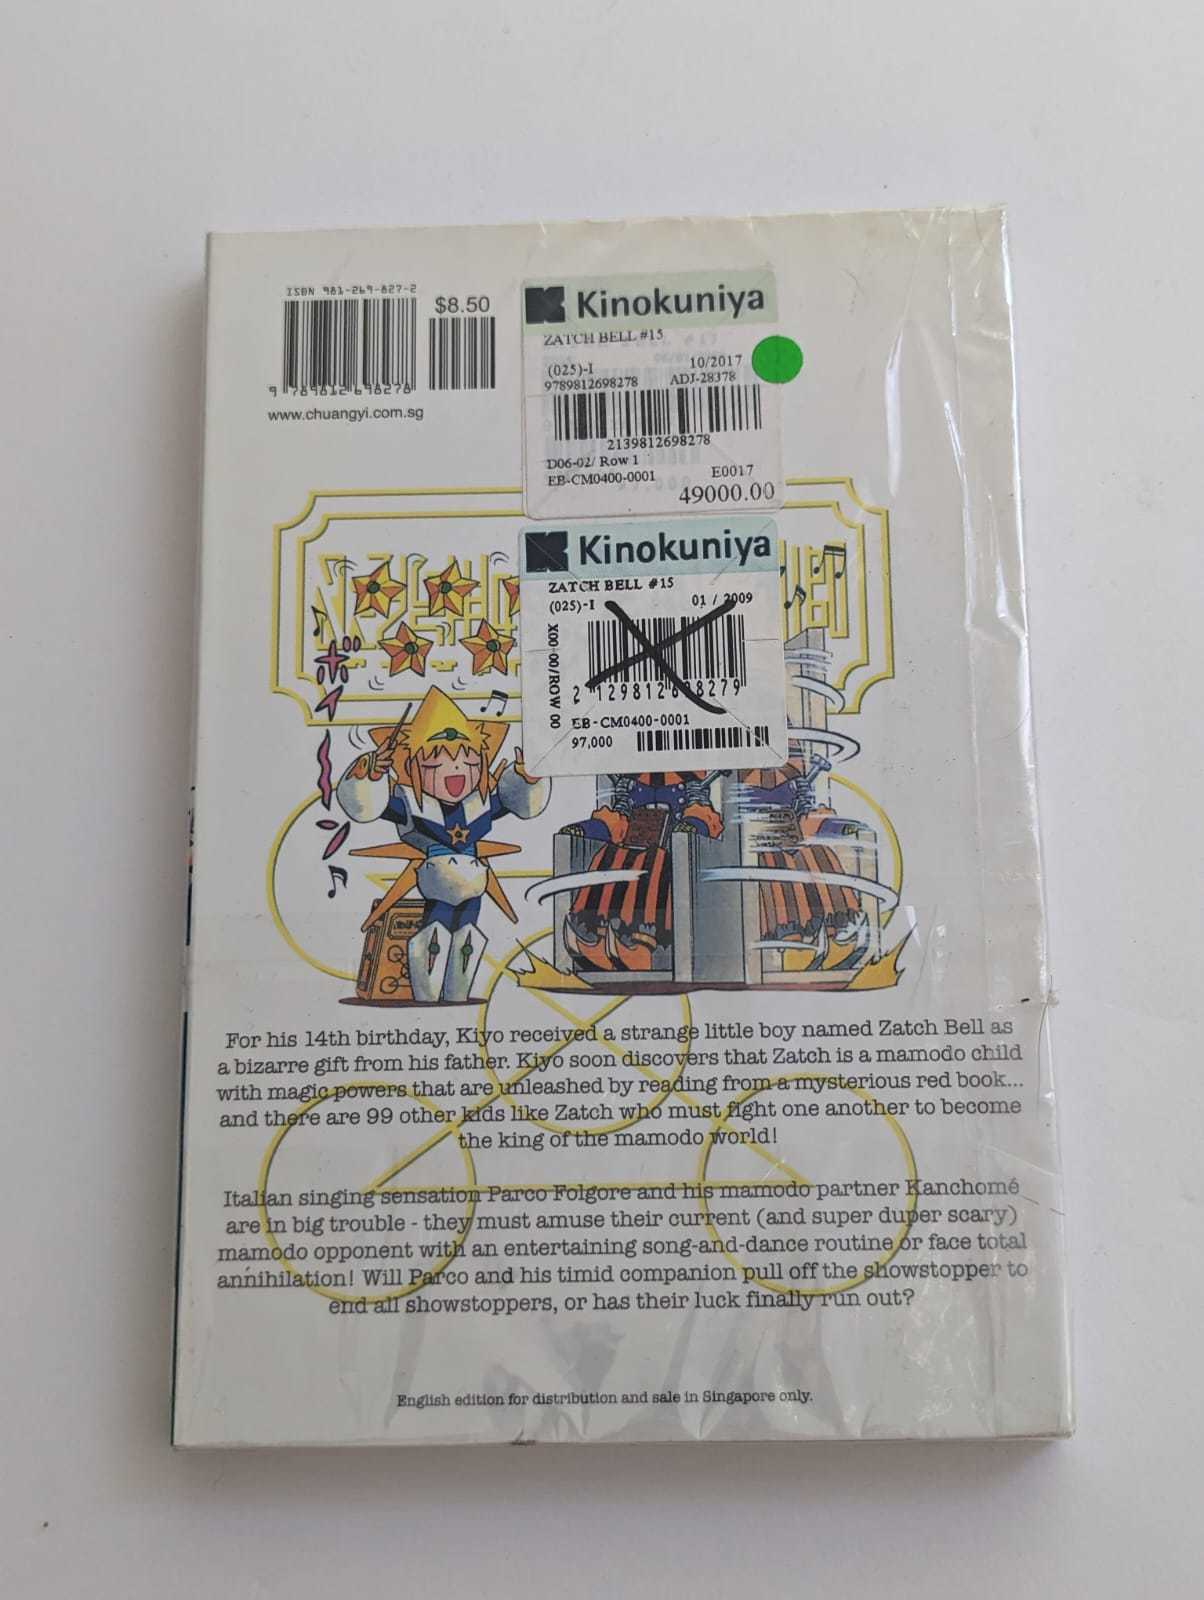 ISBN 981-269-827-2
$8.50
9 789812 698278
www.chuangyi.com.sg
Kinokuniya
ZATCH BELL #15
(025)-I 10/2017
9789812698278 ADJ-28378
2139812698278
D06-02/ Row 1
EB-CM0400-0001 E0017
49000.00
Kinokuniya
ZATCH BELL #15
(025)-I 01 / 2009
X00-00/ROW 00
2 129812698279
EB-CM0400-0001
97,000
For his 14th birthday, Kiyo received a strange little boy named Zatch Bell as
a bizarre gift from his father. Kiyo soon discovers that Zatch is a mamodo child
with magic powers that are unleashed by reading from a mysterious red book...
and there are 99 other kids like Zatch who must fight one another to become
the king of the mamodo world!
Italian singing sensation Parco Folgore and his mamodo partner Kanchomé
are in big trouble - they must amuse their current (and super duper scary)
mamodo opponent with an entertaining song-and-dance routine or face total
annihilation! Will Parco and his timid companion pull off the showstopper to
end all showstoppers, or has their luck finally run out?
English edition for distribution and sale in Singapore only.